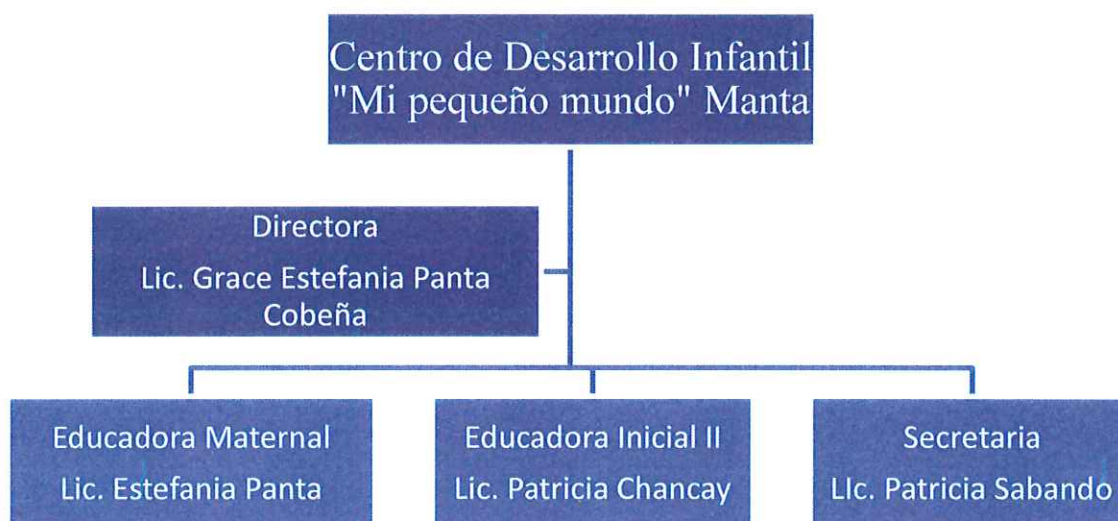 Centro de Desarrollo Infantil
"Mi pequeño mundo" Manta
Directora
Lic. Grace Estefania Panta
Cobeña
Educadora Maternal
Lic. Estefania Panta
Educadora Inicial II
Lic. Patricia Chancay
Secretaria
LIc. Patricia Sabando